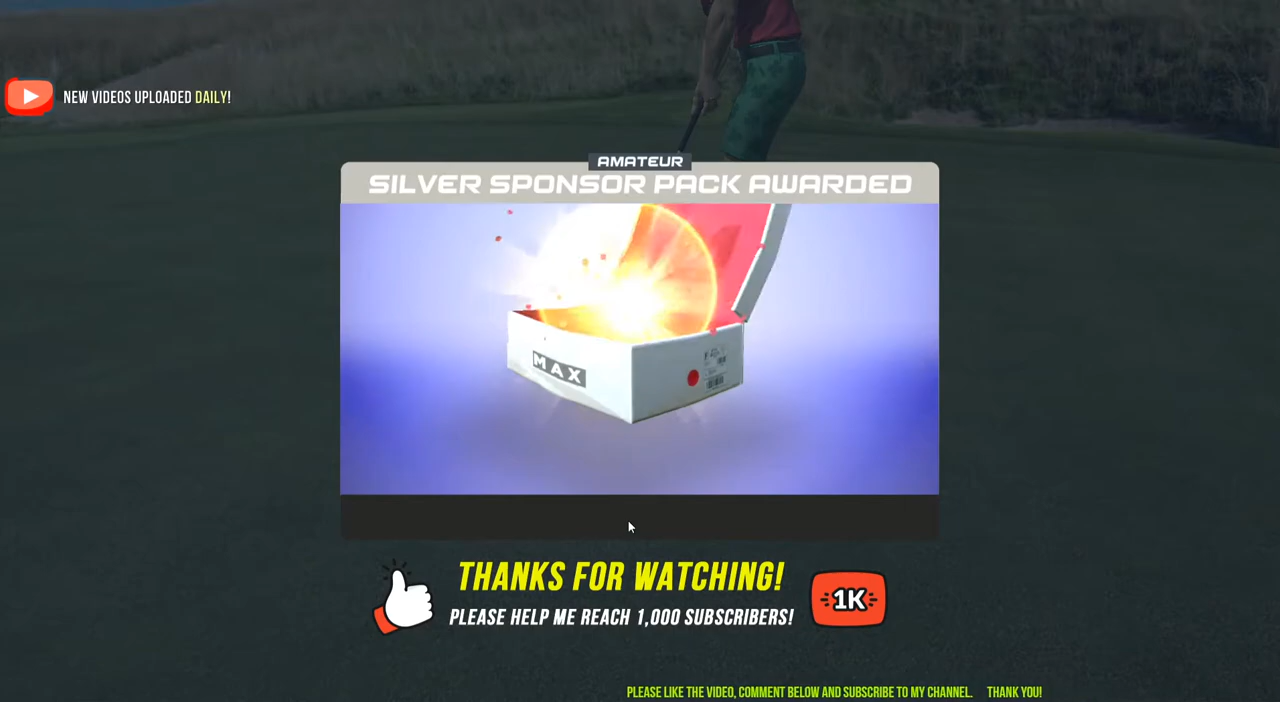 NEW VIDEOS UPLOADED DAILY!
AMATEUR
SILVER SPONSOR PACK AWARDED
MAX
THANKS FOR WATCHING!
PLEASE HELP ME REACH 1,000 SUBSCRIBERS!
1K
PLEASE LIKE THE VIDEO, COMMENT BELOW AND SUBSCRIBE TO MY CHANNEL. THANK YOU!